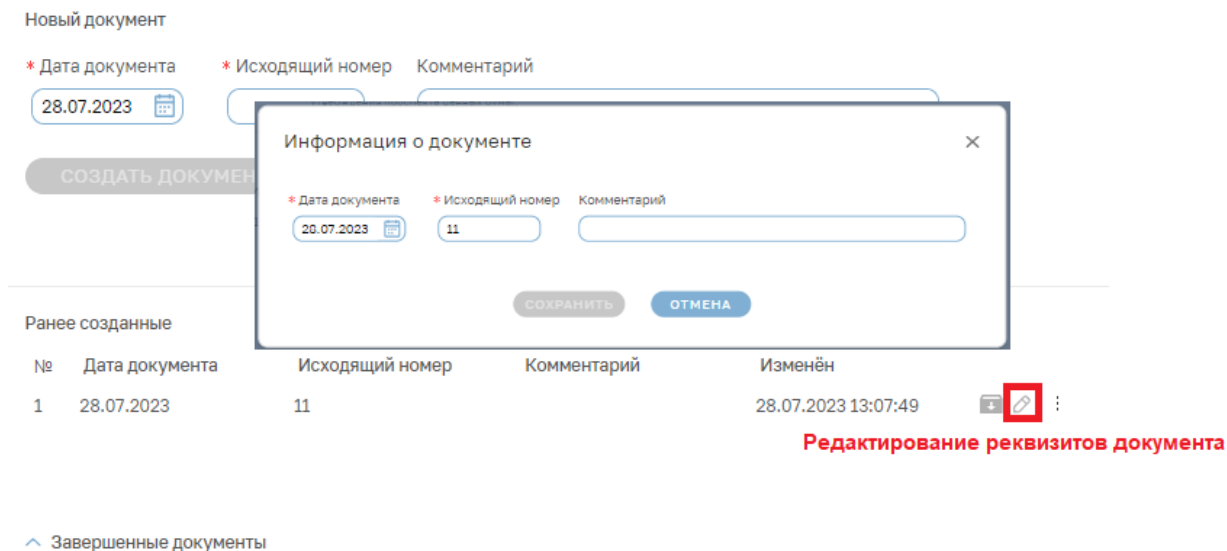 Новый документ
* Дата документа * Исходящий номер Комментарий
28.07.2023
Информация о документе
СОЗДАТЬ ДОКУМЕН
* Дата документа * Исходящий номер Комментарий
28.07.2023 11
СОХРАНИТЬ ОТМЕНА
Ранее созданные
№ Дата документа Исходящий номер Комментарий Изменён
1 28.07.2023 11 28.07.2023 13:07:49
Редактирование реквизитов документа
Завершенные документы